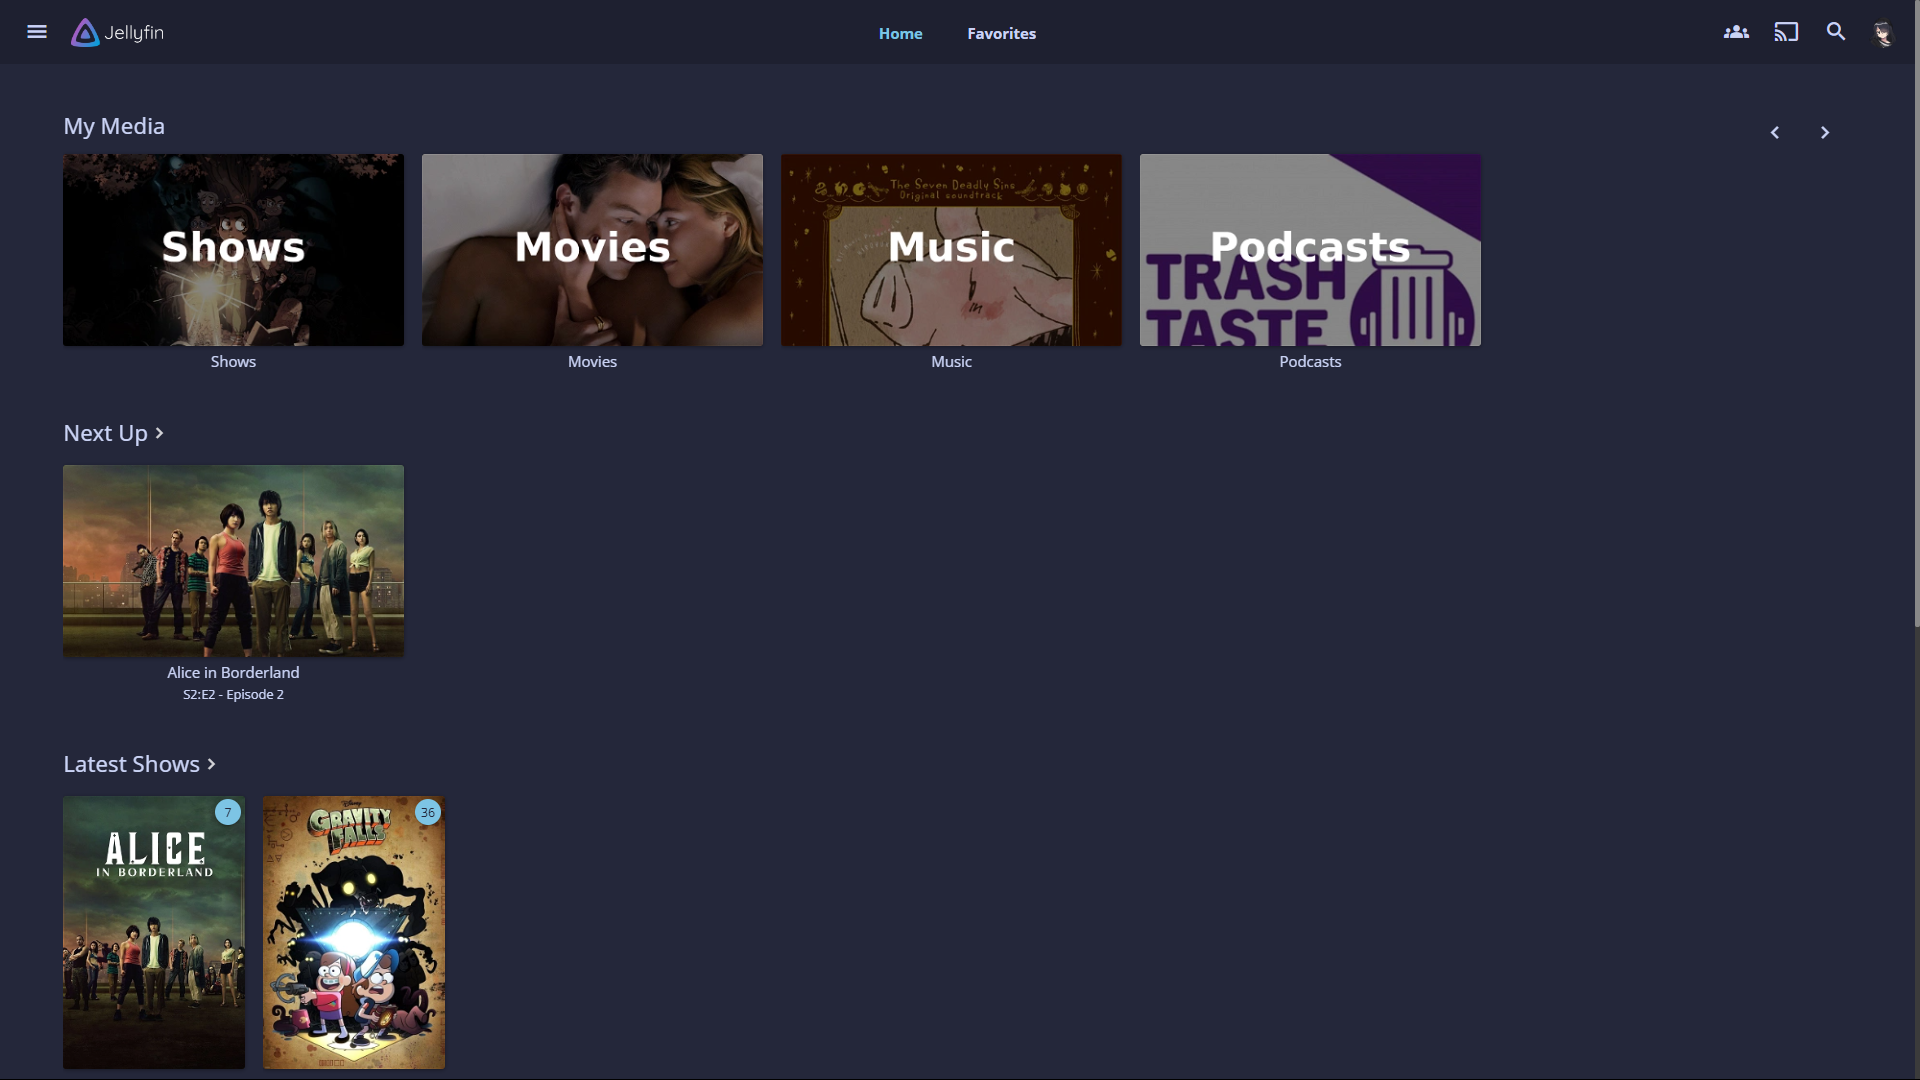 Jellyfin
Home
Favorites
My Media
Shows
Movies
The Seven Deadly Sins
Original soundtrack
Music
Podcasts
TRASH
TASTE
Shows
Movies
Music
Podcasts
Next Up
Alice in Borderland
S2:E2 - Episode 2
Latest Shows
7
ALICE
IN BORDERLAND
36
Disney
GRAVITY
FALLS